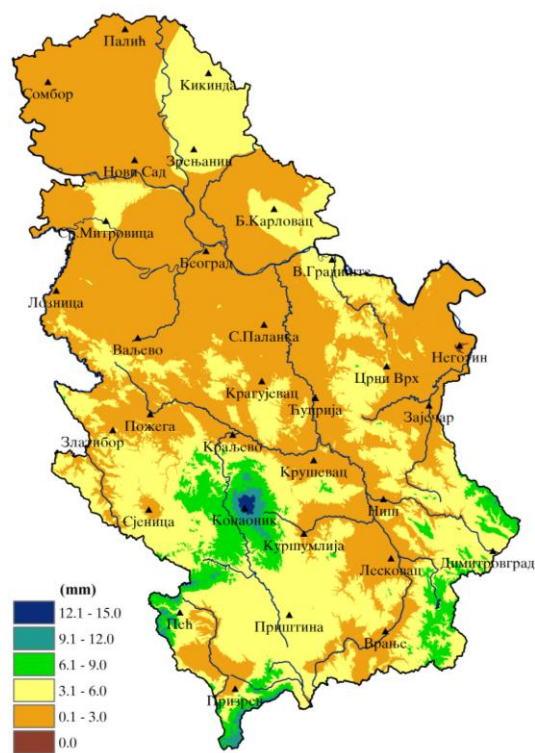 Палић
Кикинда
Сомбор
Зрењанин
Нови Сад
Б.Карловац
Ср.Митровица
Београд
В.Градиште
Лозница
С.Паланка
Ваљево
Неготин
Црни Врх
Крагујевац
Ћуприја
Зајечар
Пожега
Златибор
Краљево
Крушевац
Ниш
Сјеница
Копаоник
Куршумлија
Димитровград
Лесковац
(mm)
12.1 - 15.0
9.1 - 12.0
6.1 - 9.0
3.1 - 6.0
0.1 - 3.0
0.0
Пећ
Приштина
Врање
Призрен